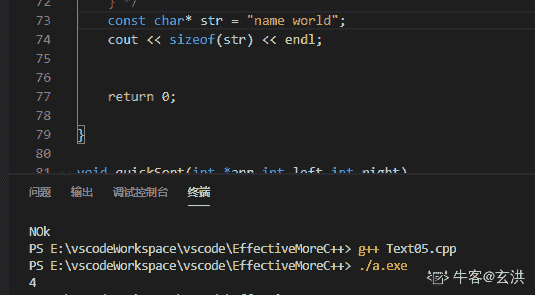 72 } */
73 const char* str = "name world";
74 cout << sizeof(str) << endl;
75
76
77 return 0;
78
79 }
80
81 void quickSort(int *arr,int left,int right)
问题 输出 调试控制台 终端
NOk
PS E:\vscodeWorkspace\vscode\EffectiveMoreC++> g++ Text05.cpp
PS E:\vscodeWorkspace\vscode\EffectiveMoreC++> ./a.exe
4
牛客@玄洪